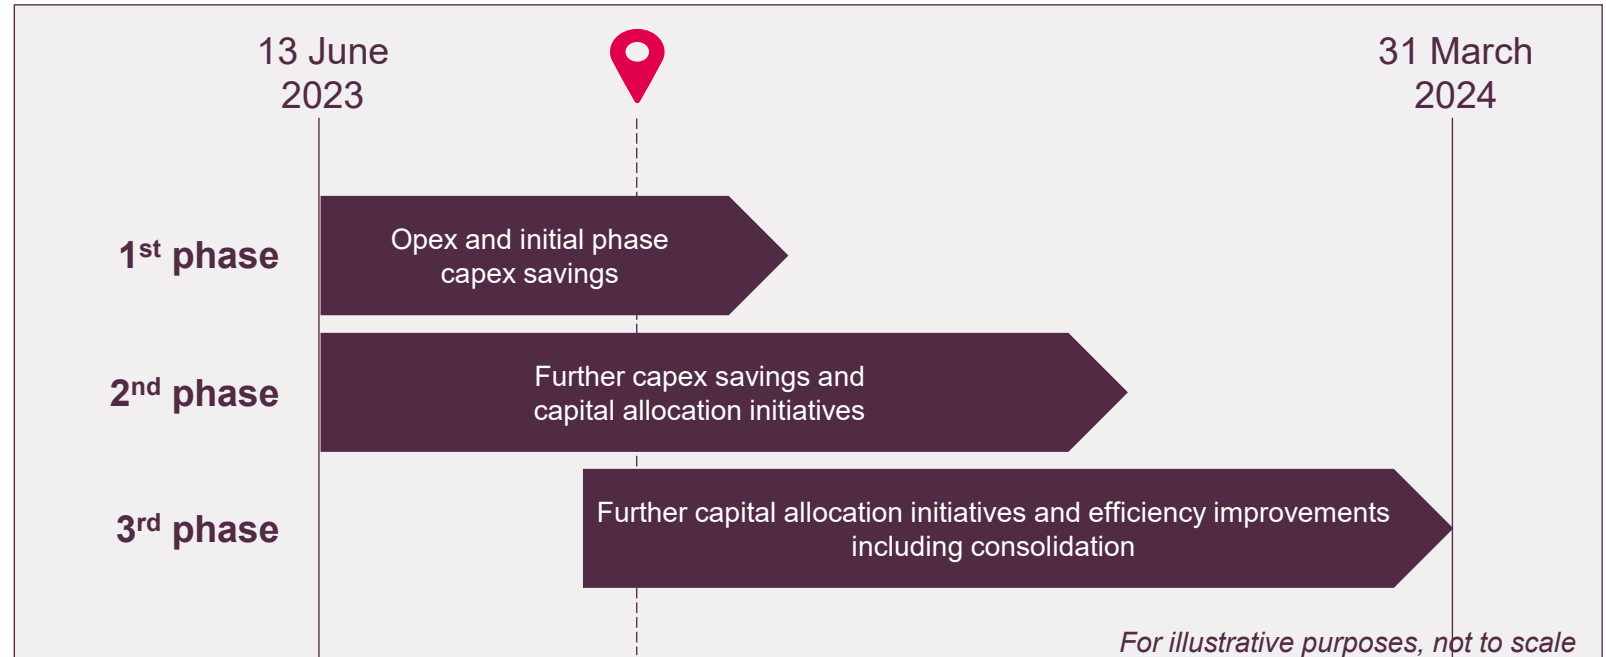 13 June
2023
31 March
2024
1st phase
Opex and initial phase
capex savings
2nd phase
Further capex savings and
capital allocation initiatives
3rd phase
Further capital allocation initiatives and efficiency improvements
including consolidation
For illustrative purposes, not to scale